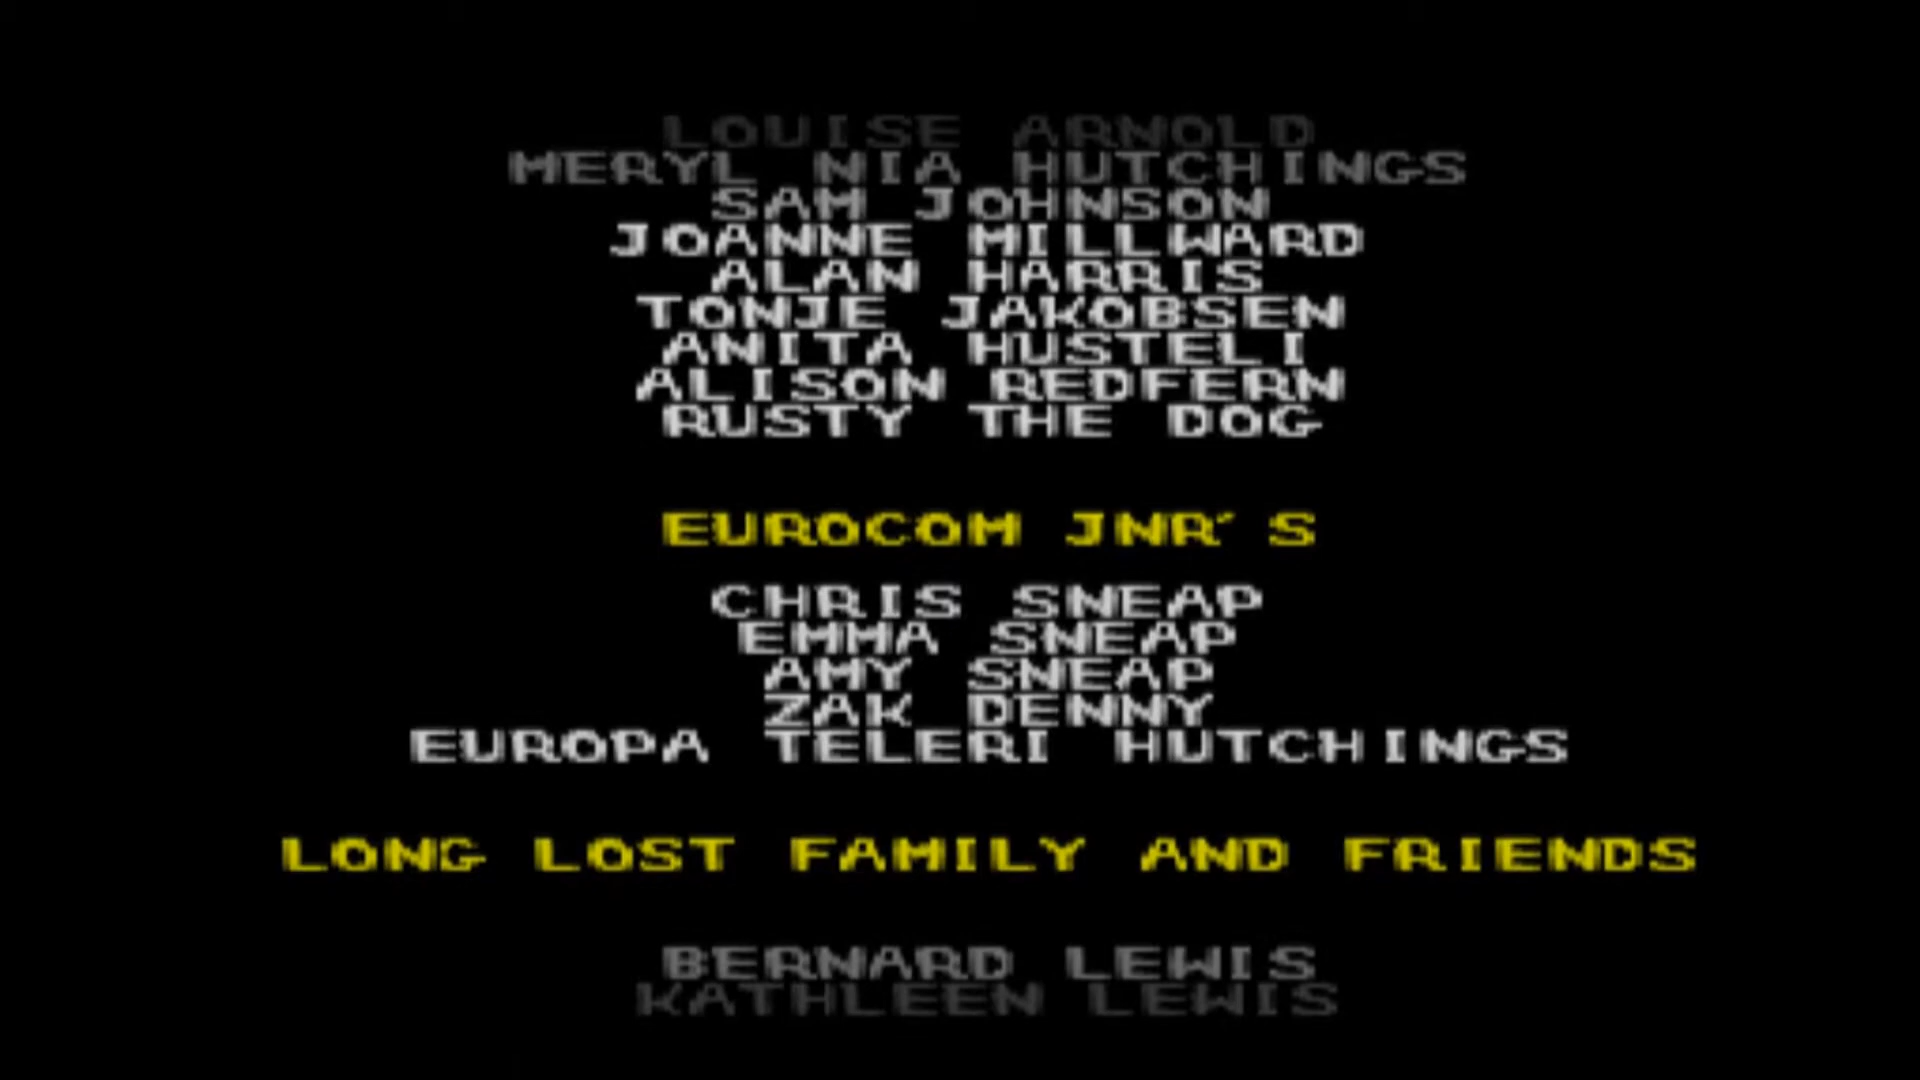 LOUISE ARNOLD
MERYL NIA HUTCHINGS
SAM JOHNSON
JOANNE MILLWARD
ALAN HARRIS
TONJE JAKOBSEN
ANITA HUSTELI
ALISON REDFERN
RUSTY THE DOG
EUROCOM JNR'S
CHRIS SNEAP
EMMA SNEAP
AMY SNEAP
ZAK DENNY
EUROPA TELERI HUTCHINGS
LONG LOST FAMILY AND FRIENDS
BERNARD LEWIS
KATHLEEN LEWIS